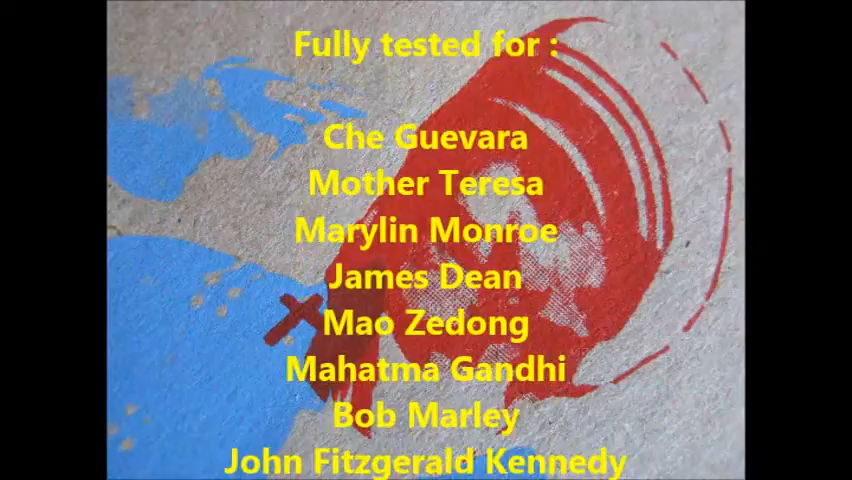 Fully tested for :
Che Guevara
Mother Teresa
Marylin Monroe
James Dean
Mao Zedong
Mahatma Gandhi
Bob Marley
John Fitzgerald Kennedy